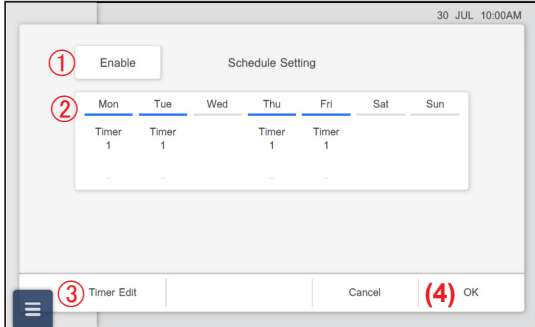 30 JUL 10:00AM
① Enable Schedule Setting
② Mon Tue Wed Thu Fri Sat Sun
Timer Timer Timer Timer
1 1 1 1
– – – –
③ Timer Edit Cancel (4) OK